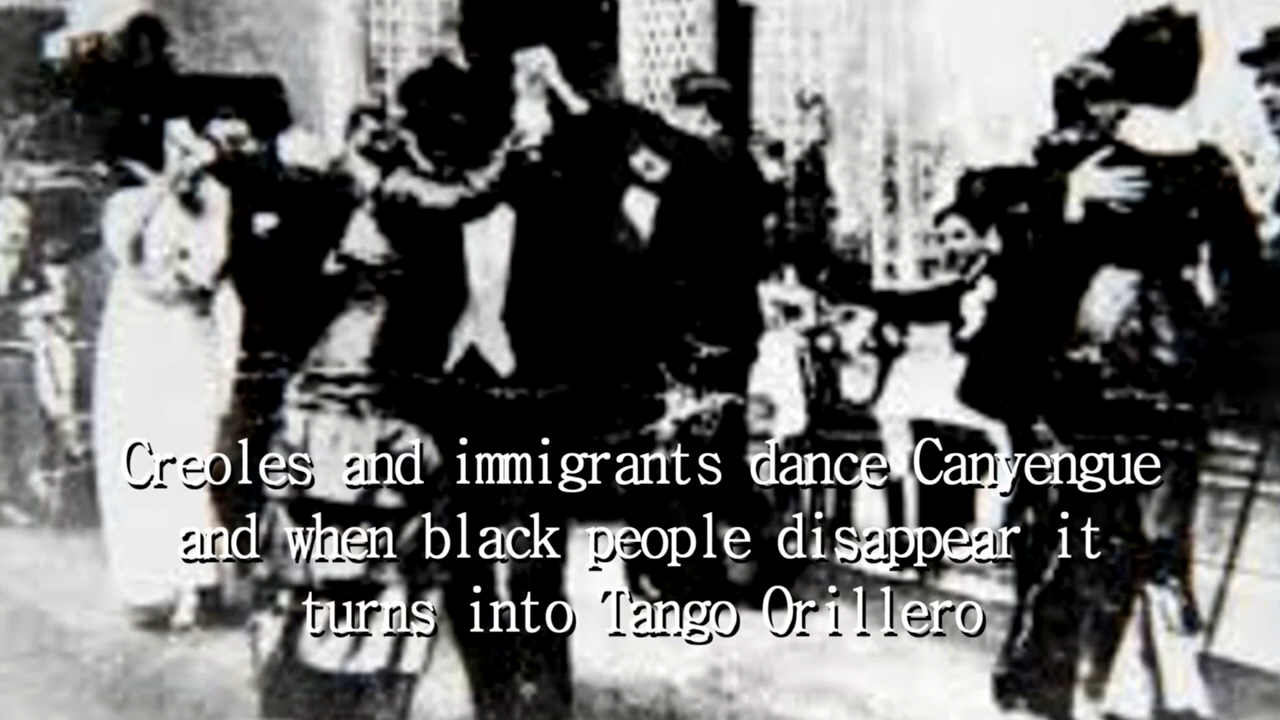 Creoles and immigrants dance Canyengue
and when black people disappear it
turns into Tango Orillero